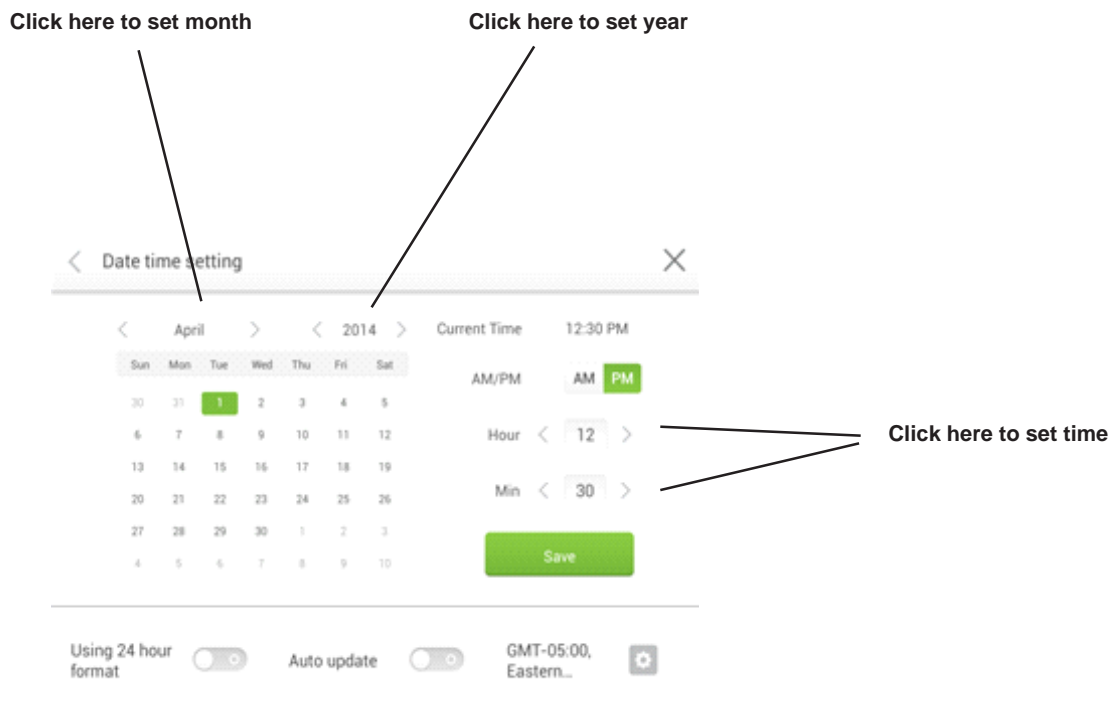 Click here to set month
Click here to set year
Date time setting
April 2014
Current Time 12:30 PM
Sun Mon Tue Wed Thu Fri Sat
AM/PM AM PM
30 31 1 2 3 4 5
6 7 8 9 10 11 12
Hour 12
Click here to set time
13 14 15 16 17 18 19
20 21 22 23 24 25 26
Min 30
27 28 29 30 1 2 3
4 5 6 7 8 9 10
Save
Using 24 hour
format
Auto update
GMT-05:00,
Eastern...